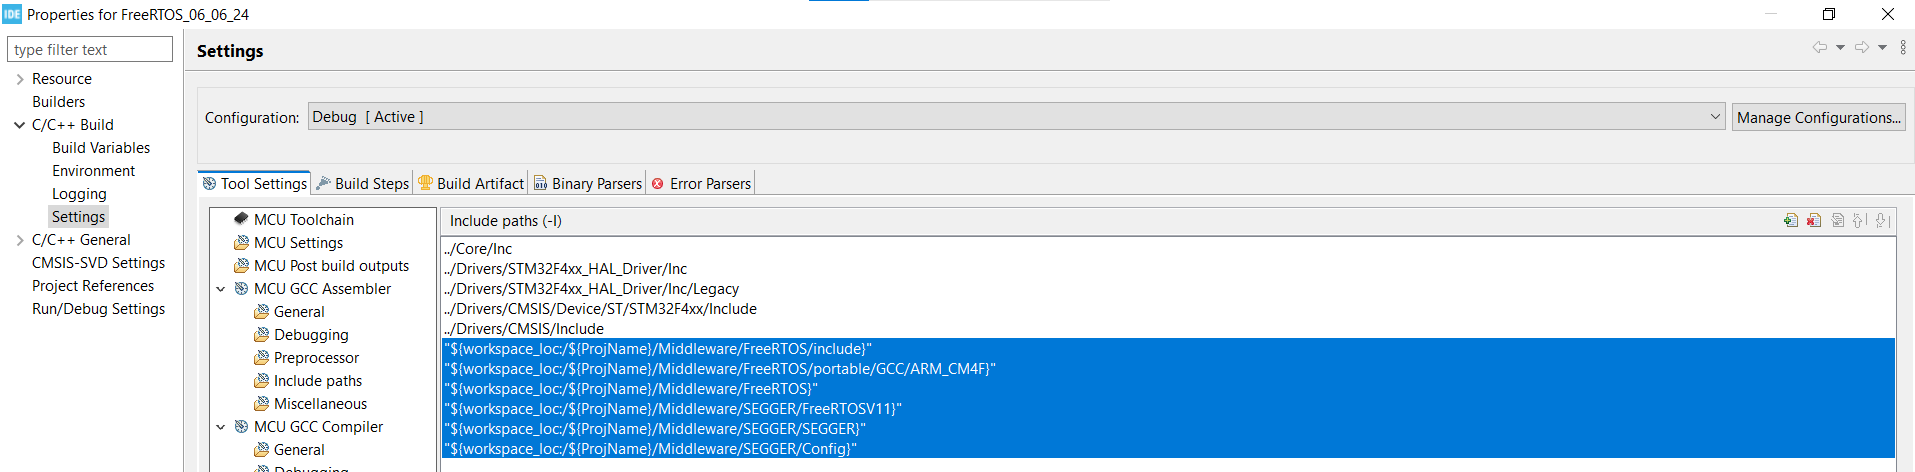 IDE Properties for FreeRTOS_06_06_24
type filter text
Resource
Builders
C/C++ Build
Build Variables
Environment
Logging
Settings
C/C++ General
CMSIS-SVD Settings
Project References
Run/Debug Settings
Settings
Configuration: Debug [ Active ] Manage Configurations...
Tool Settings Build Steps Build Artifact Binary Parsers Error Parsers
MCU Toolchain
MCU Settings
MCU Post build outputs
MCU GCC Assembler
General
Debugging
Preprocessor
Include paths
Miscellaneous
MCU GCC Compiler
General
Debugging
Include paths (-I)
../Core/Inc
../Drivers/STM32F4xx_HAL_Driver/Inc
../Drivers/STM32F4xx_HAL_Driver/Inc/Legacy
../Drivers/CMSIS/Device/ST/STM32F4xx/Include
../Drivers/CMSIS/Include
"${workspace_loc:/${ProjName}/Middleware/FreeRTOS/include}"
"${workspace_loc:/${ProjName}/Middleware/FreeRTOS/portable/GCC/ARM_CM4F}"
"${workspace_loc:/${ProjName}/Middleware/FreeRTOS}"
"${workspace_loc:/${ProjName}/Middleware/SEGGER/FreeRTOSV11}"
"${workspace_loc:/${ProjName}/Middleware/SEGGER/SEGGER}"
"${workspace_loc:/${ProjName}/Middleware/SEGGER/Config}"